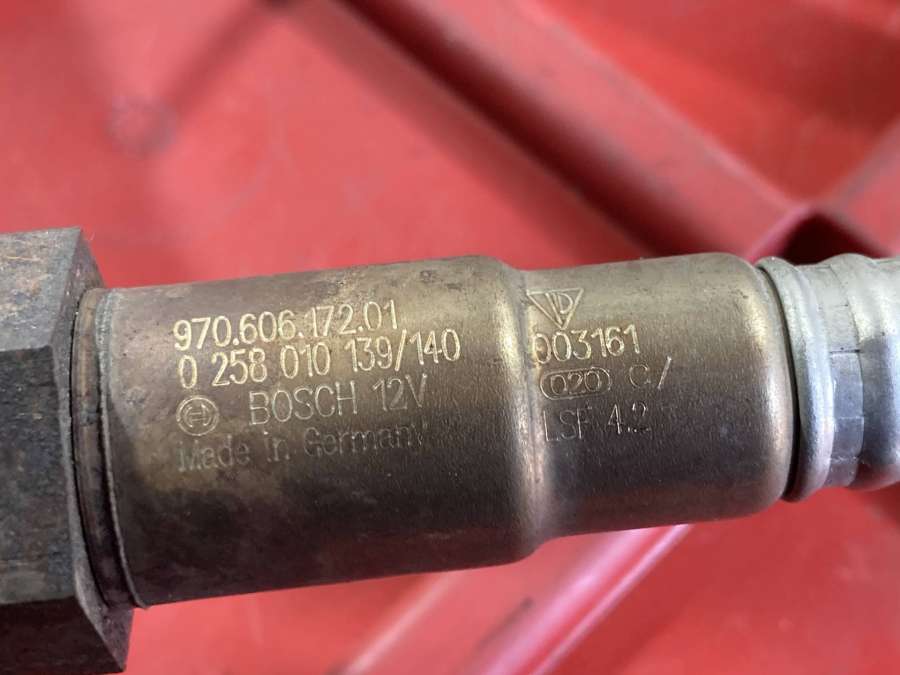 970.606.172.01
0 258 010 139/140
BOSCH 12V
Made in Germany
003161
020 C/
LSF 4.2